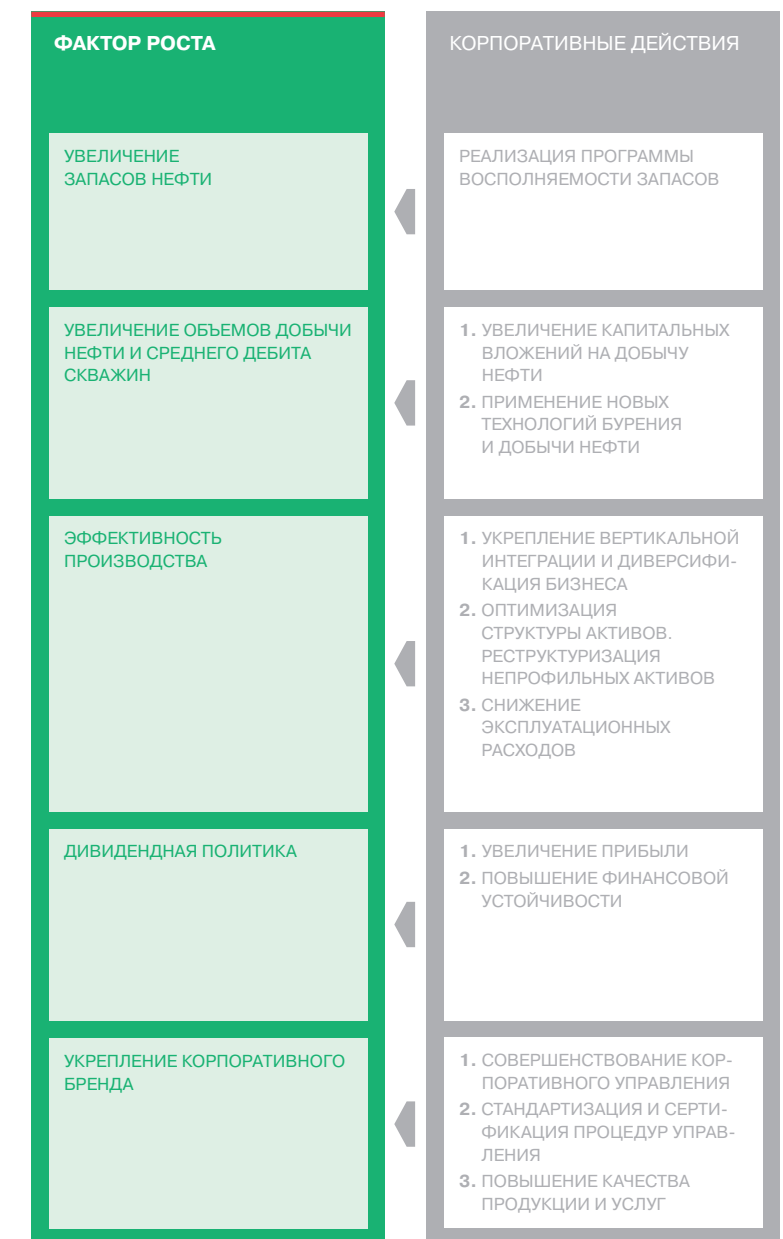 ФАКТОР РОСТА
КОРПОРАТИВНЫЕ ДЕЙСТВИЯ
УВЕЛИЧЕНИЕ
ЗАПАСОВ НЕФТИ
РЕАЛИЗАЦИЯ ПРОГРАММЫ
ВОСПОЛНЯЕМОСТИ ЗАПАСОВ
УВЕЛИЧЕНИЕ ОБЪЕМОВ ДОБЫЧИ
НЕФТИ И СРЕДНЕГО ДЕБИТА
СКВАЖИН
1. УВЕЛИЧЕНИЕ КАПИТАЛЬНЫХ
ВЛОЖЕНИЙ НА ДОБЫЧУ
НЕФТИ
2. ПРИМЕНЕНИЕ НОВЫХ
ТЕХНОЛОГИЙ БУРЕНИЯ
И ДОБЫЧИ НЕФТИ
ЭФФЕКТИВНОСТЬ
ПРОИЗВОДСТВА
1. УКРЕПЛЕНИЕ ВЕРТИКАЛЬНОЙ
ИНТЕГРАЦИИ И ДИВЕРСИФИ-
КАЦИЯ БИЗНЕСА
2. ОПТИМИЗАЦИЯ
СТРУКТУРЫ АКТИВОВ.
РЕСТРУКТУРИЗАЦИЯ
НЕПРОФИЛЬНЫХ АКТИВОВ
3. СНИЖЕНИЕ
ЭКСПЛУАТАЦИОННЫХ
РАСХОДОВ
ДИВИДЕНДНАЯ ПОЛИТИКА
1. УВЕЛИЧЕНИЕ ПРИБЫЛИ
2. ПОВЫШЕНИЕ ФИНАНСОВОЙ
УСТОЙЧИВОСТИ
УКРЕПЛЕНИЕ КОРПОРАТИВНОГО
БРЕНДА
1. СОВЕРШЕНСТВОВАНИЕ КОР-
ПОРАТИВНОГО УПРАВЛЕНИЯ
2. СТАНДАРТИЗАЦИЯ И СЕРТИ-
ФИКАЦИЯ ПРОЦЕДУР УПРАВ-
ЛЕНИЯ
3. ПОВЫШЕНИЕ КАЧЕСТВА
ПРОДУКЦИИ И УСЛУГ